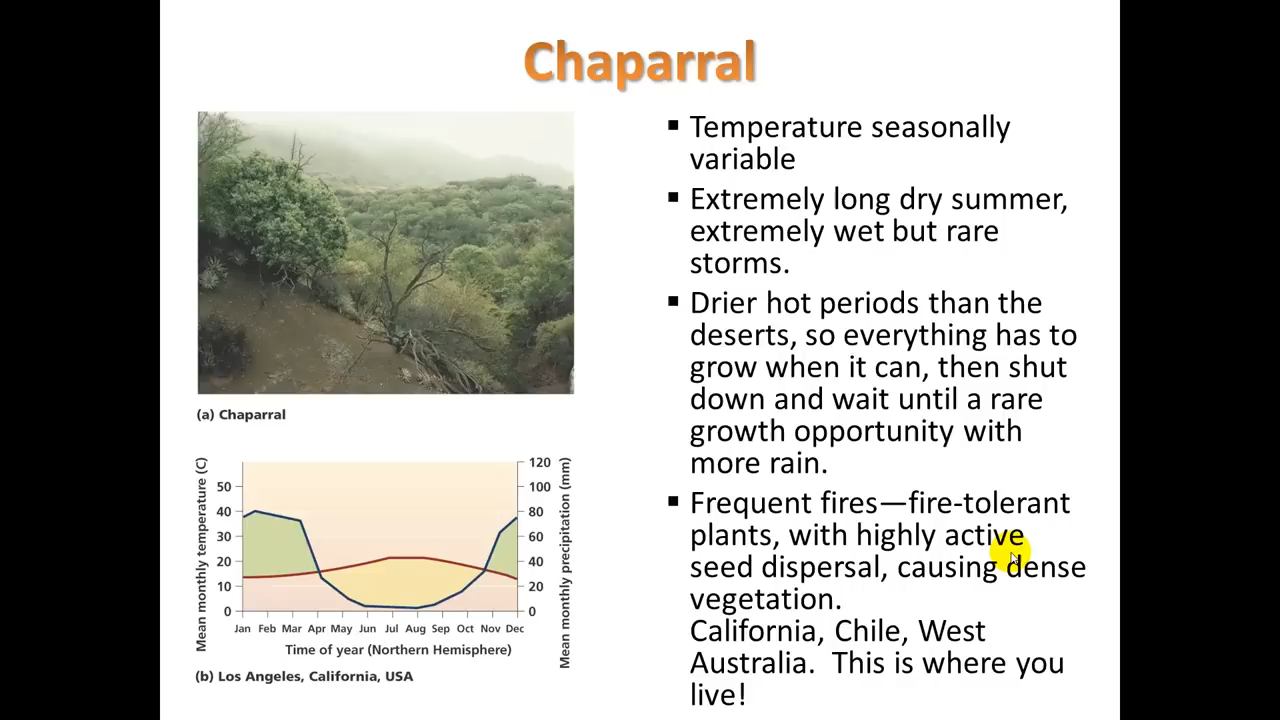 Chaparral
▪ Temperature seasonally
variable
▪ Extremely long dry summer,
extremely wet but rare
storms.
▪ Drier hot periods than the
deserts, so everything has to
grow when it can, then shut
down and wait until a rare
growth opportunity with
more rain.
▪ Frequent fires—fire-tolerant
plants, with highly active
seed dispersal, causing dense
vegetation.
California, Chile, West
Australia. This is where you
live!
(a) Chaparral
Mean monthly temperature (C)
50
40
30
20
10
0
120
100
80
60
40
20
0
Mean monthly precipitation (mm)
Jan Feb Mar Apr May Jun Jul Aug Sep Oct Nov Dec
Time of year (Northern Hemisphere)
(b) Los Angeles, California, USA